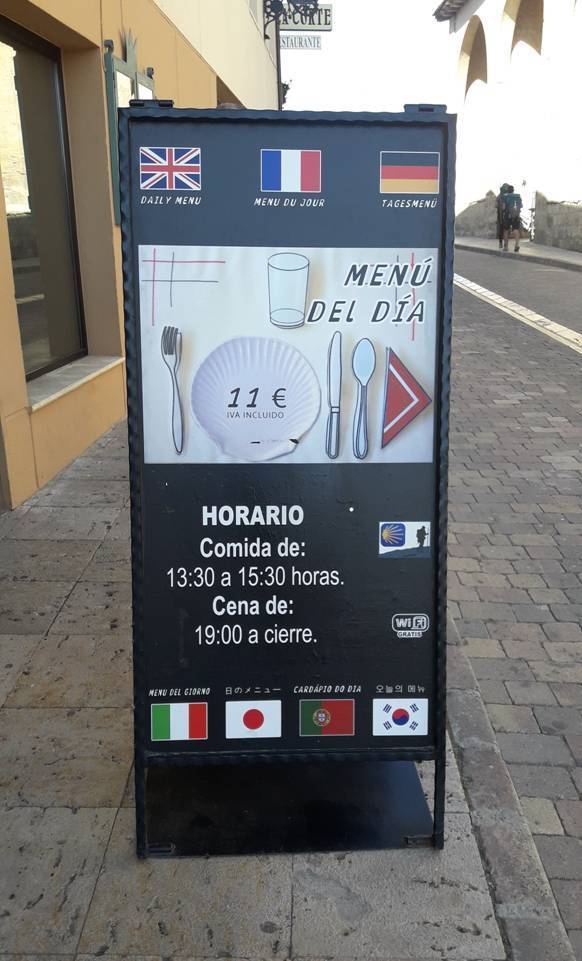 CORTE
RESTAURANTE
DAILY MENU
MENU DU JOUR
TAGESMENÜ
MENÚ
DEL DÍA
11 €
IVA INCLUIDO
HORARIO
Comida de:
13:30 a 15:30 horas.
Cena de:
19:00 a cierre.
WiFi
GRATIS
MENU DEL GIORNO
日のメニュー
CARDÁPIO DO DIA
오늘의 메뉴